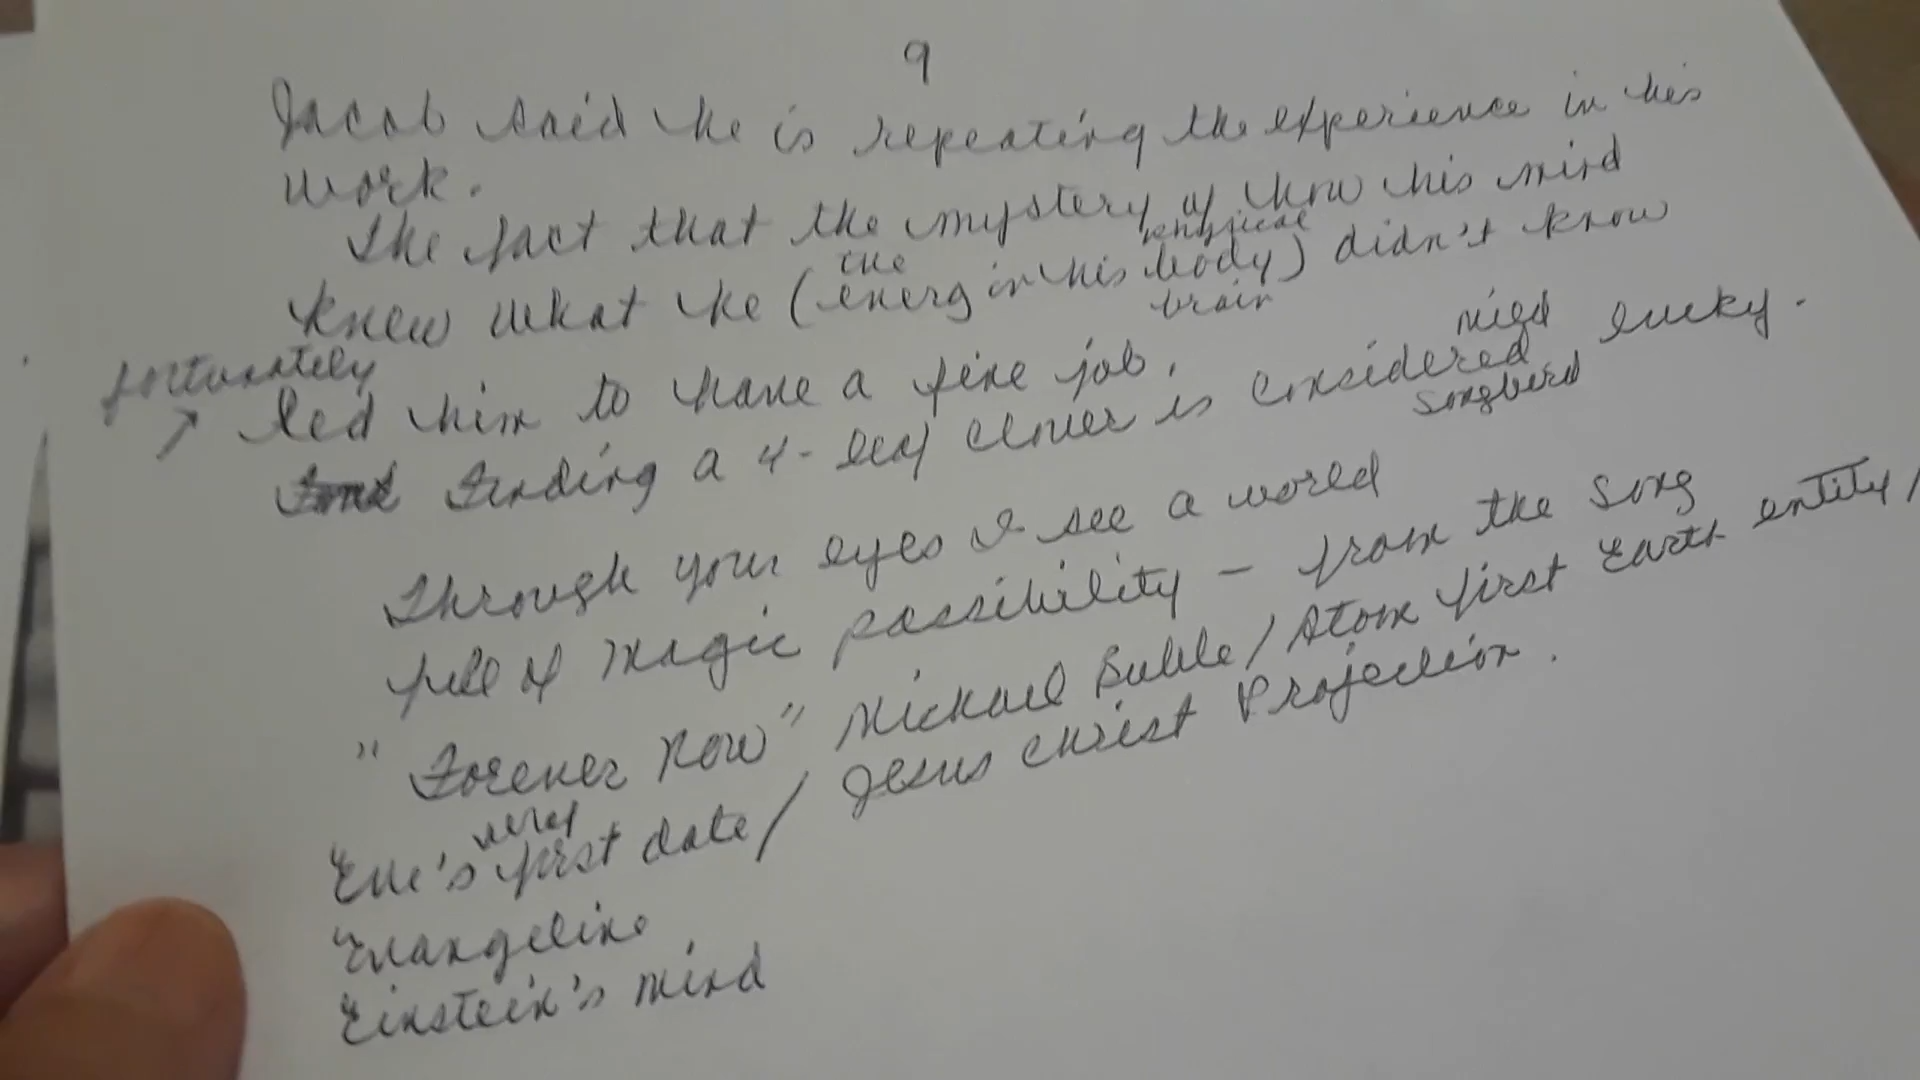 9
Jacob said he is repeating the experience in his
work.
The fact that the mystery of how his mind
physical
knew what he (energ in his body) didn't know
the
brain
fortunately
led him to have a fine job.
mind
Finding a 4-leaf clover is considered lucky.
songbird
Through your eyes I see a world
full of magic possibility - from the song
"Forever Now" Michael Buble / Atom first Earth entity /
very
Eve's first date / Jesus Christ Projection.
Evangeline
Einstein's mind